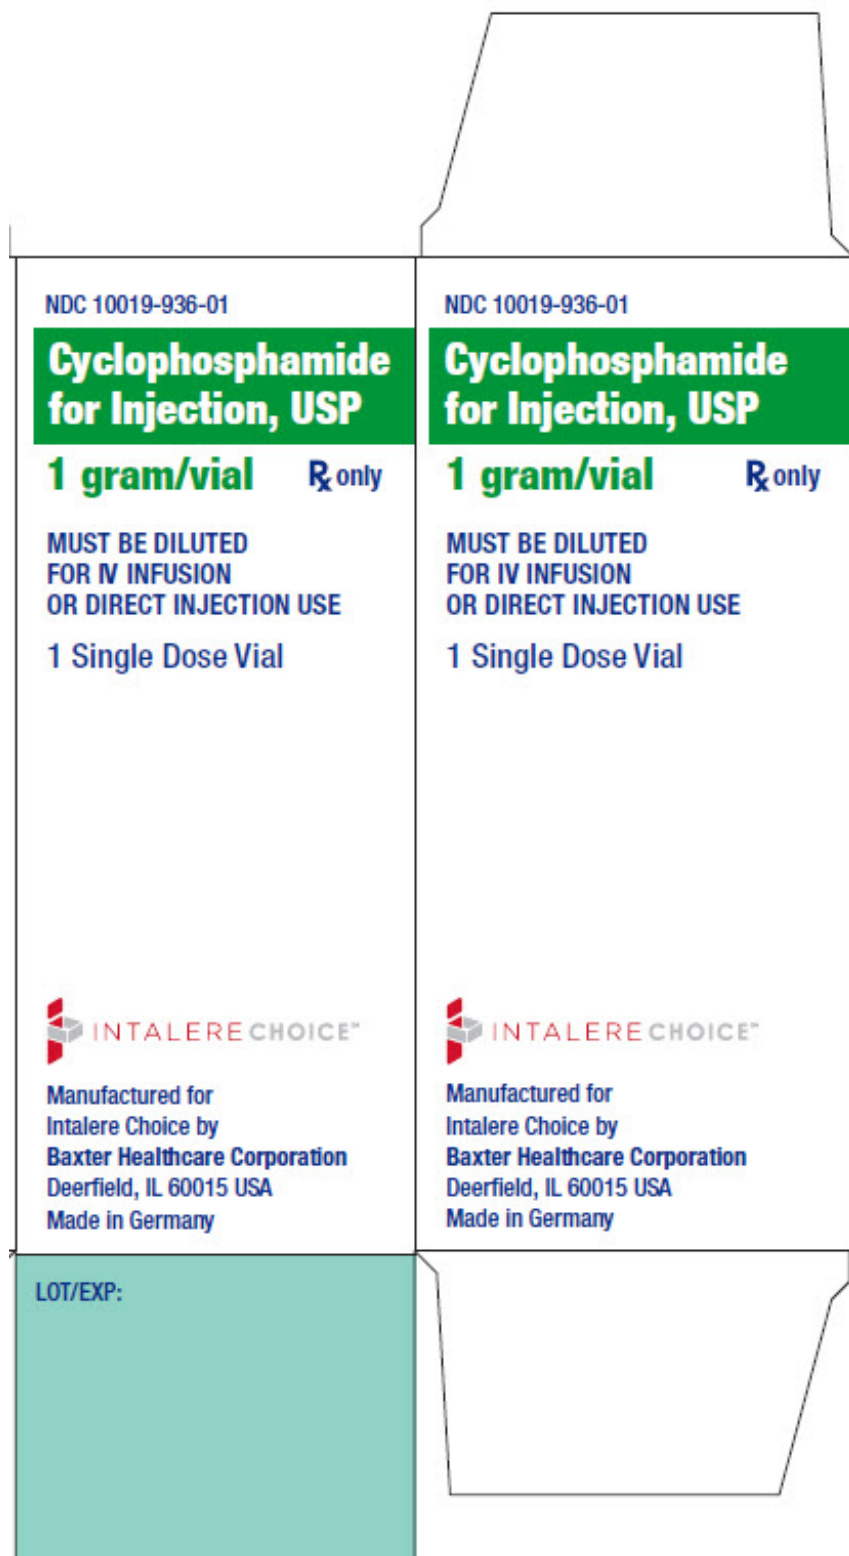 NDC 10019-936-01
Cyclophosphamide
for Injection, USP
1 gram/vial ℞ only
MUST BE DILUTED
FOR IV INFUSION
OR DIRECT INJECTION USE
1 Single Dose Vial
INTALERE CHOICE™
Manufactured for
Intalere Choice by
Baxter Healthcare Corporation
Deerfield, IL 60015 USA
Made in Germany
LOT/EXP:
NDC 10019-936-01
Cyclophosphamide
for Injection, USP
1 gram/vial ℞ only
MUST BE DILUTED
FOR IV INFUSION
OR DIRECT INJECTION USE
1 Single Dose Vial
INTALERE CHOICE™
Manufactured for
Intalere Choice by
Baxter Healthcare Corporation
Deerfield, IL 60015 USA
Made in Germany